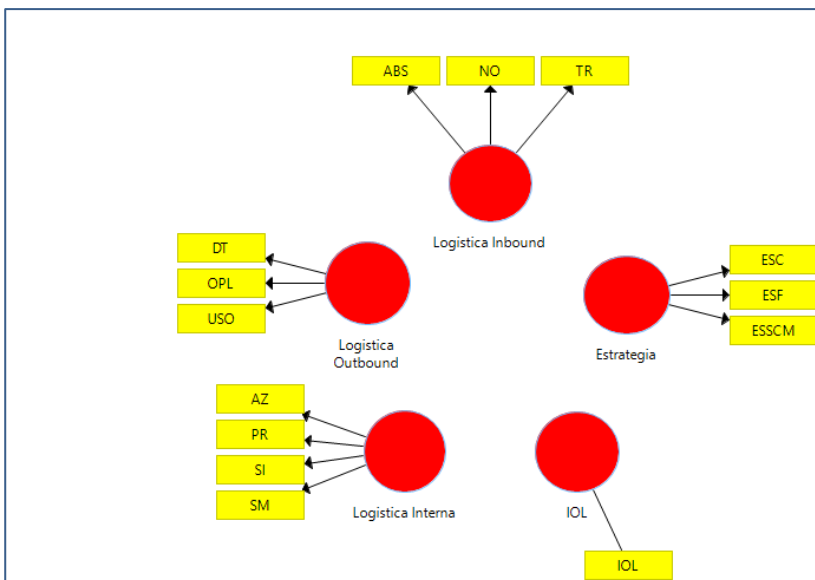 ABS
NO
TR
Logistica Inbound
DT
OPL
USO
Logistica
Outbound
ESC
ESF
ESSCM
Estrategia
AZ
PR
SI
SM
Logistica Interna
IOL
IOL